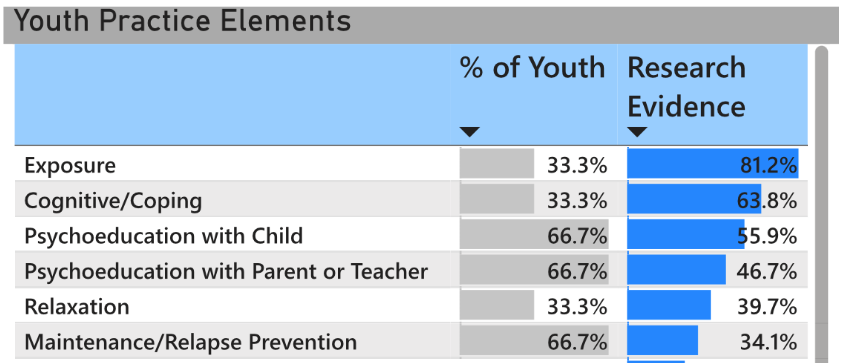 Youth Practice Elements
% of Youth Research
Evidence
Exposure 33.3% 81.2%
Cognitive/Coping 33.3% 63.8%
Psychoeducation with Child 66.7% 55.9%
Psychoeducation with Parent or Teacher 66.7% 46.7%
Relaxation 33.3% 39.7%
Maintenance/Relapse Prevention 66.7% 34.1%